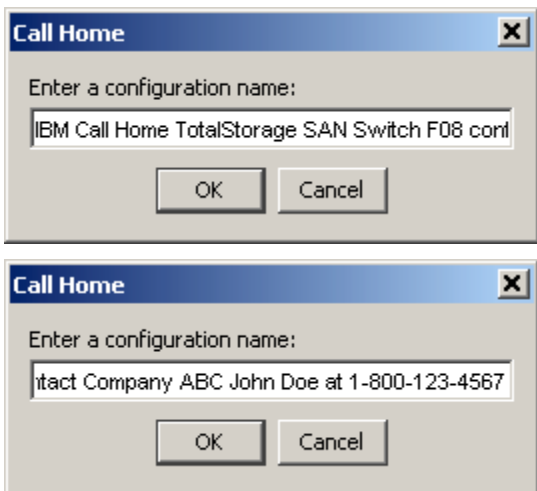 Call Home
Enter a configuration name:
IBM Call Home TotalStorage SAN Switch F08 cont
OK Cancel
Call Home
Enter a configuration name:
ntact Company ABC John Doe at 1-800-123-4567
OK Cancel